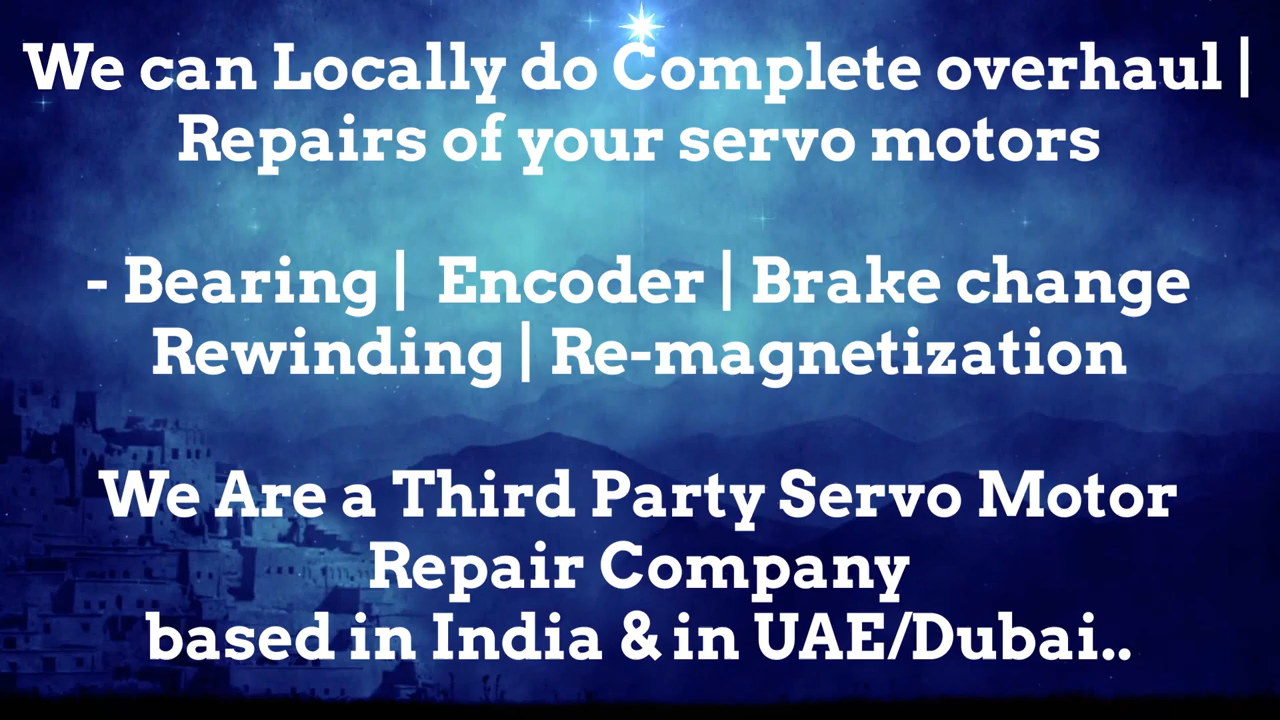 We can Locally do Complete overhaul |
Repairs of your servo motors
- Bearing | Encoder | Brake change
Rewinding | Re-magnetization
We Are a Third Party Servo Motor
Repair Company
based in India & in UAE/Dubai..